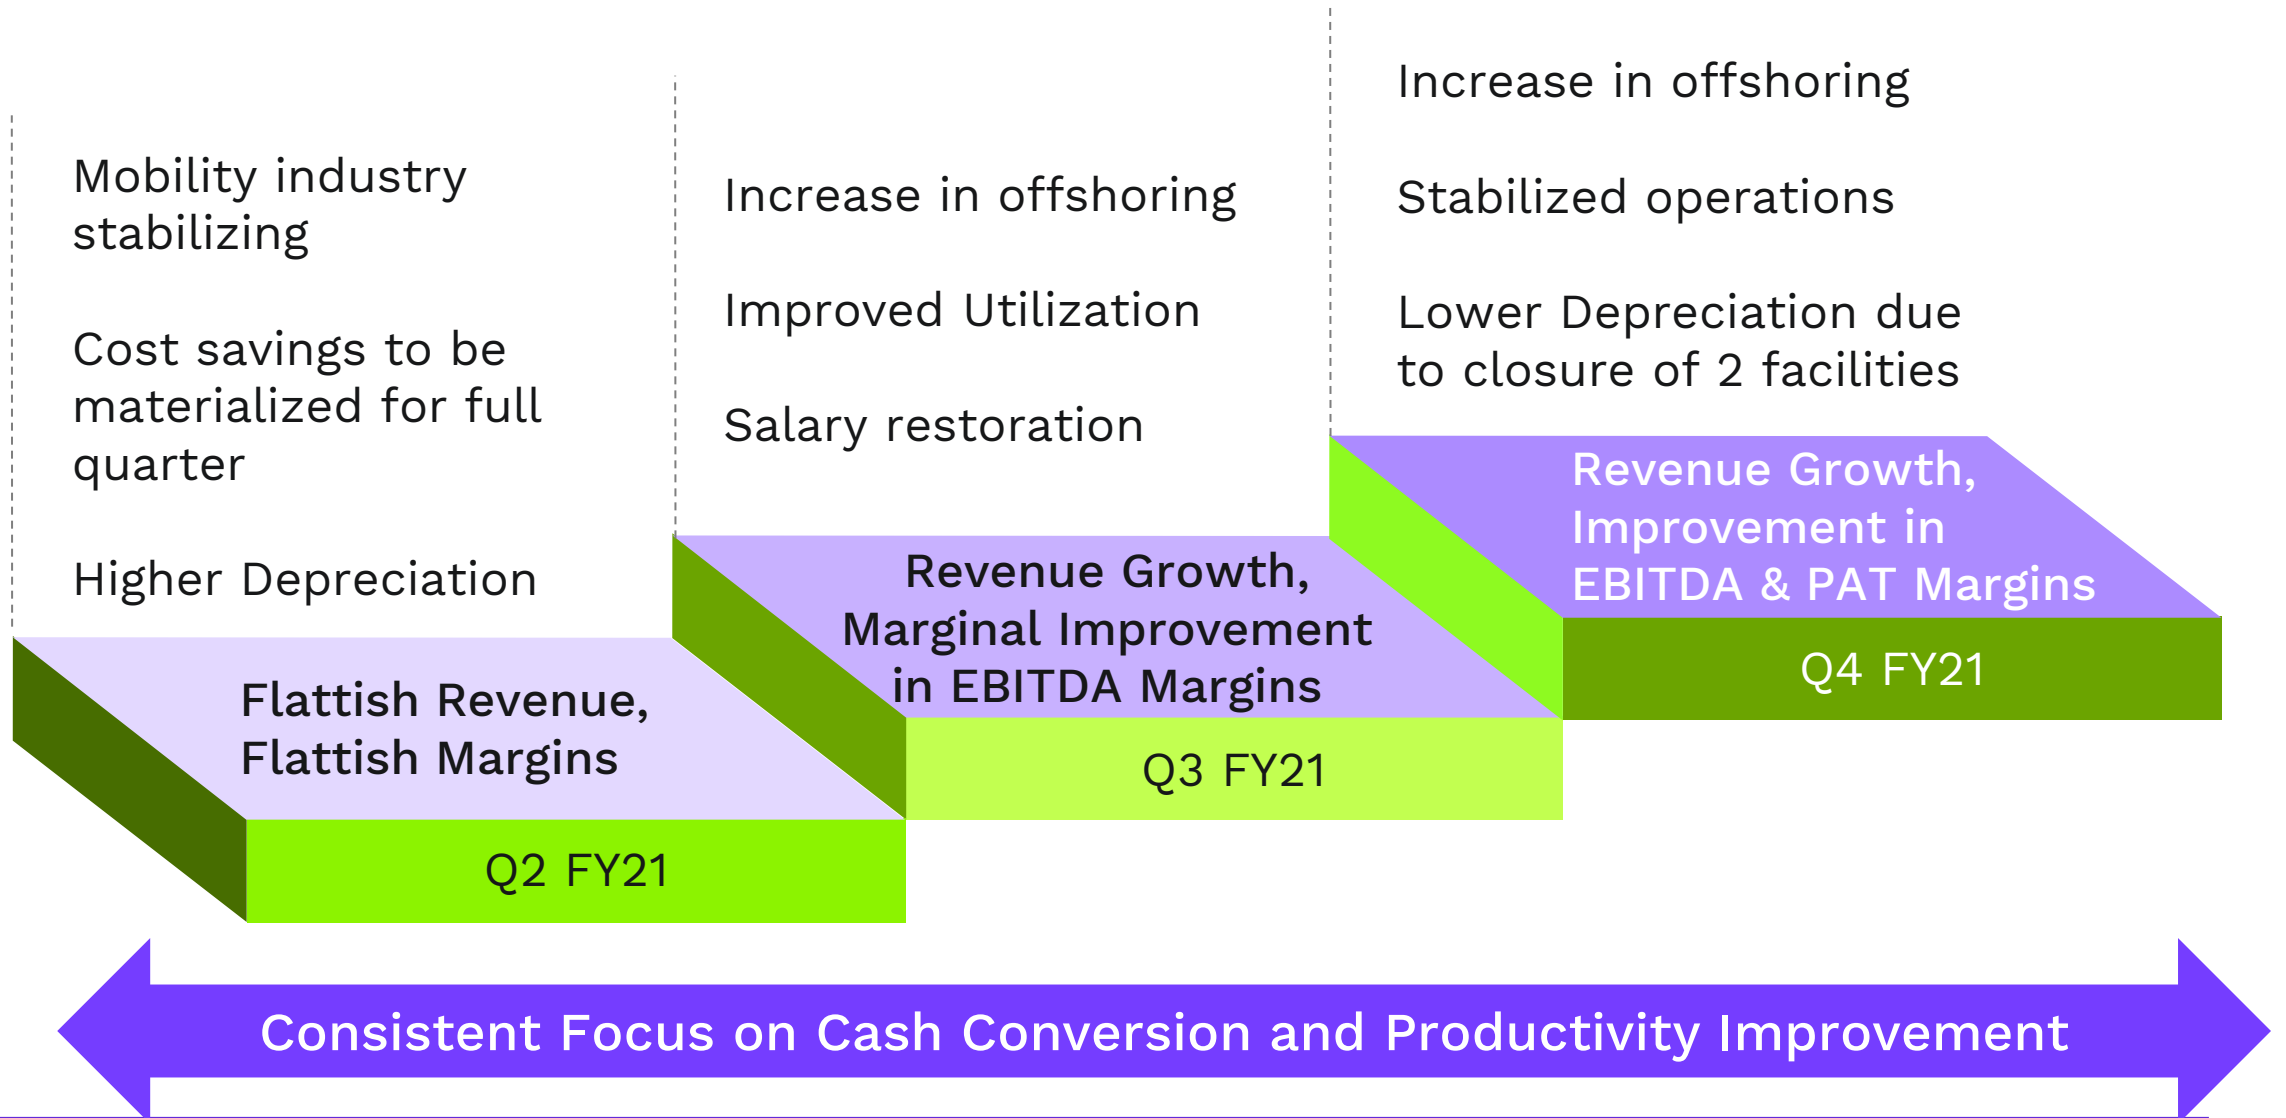 Mobility industry
stabilizing
Cost savings to be
materialized for full
quarter
Higher Depreciation
Flattish Revenue,
Flattish Margins
Q2 FY21
Increase in offshoring
Improved Utilization
Salary restoration
Revenue Growth,
Marginal Improvement
in EBITDA Margins
Q3 FY21
Increase in offshoring
Stabilized operations
Lower Depreciation due
to closure of 2 facilities
Revenue Growth,
Improvement in
EBITDA & PAT Margins
Q4 FY21
Consistent Focus on Cash Conversion and Productivity Improvement